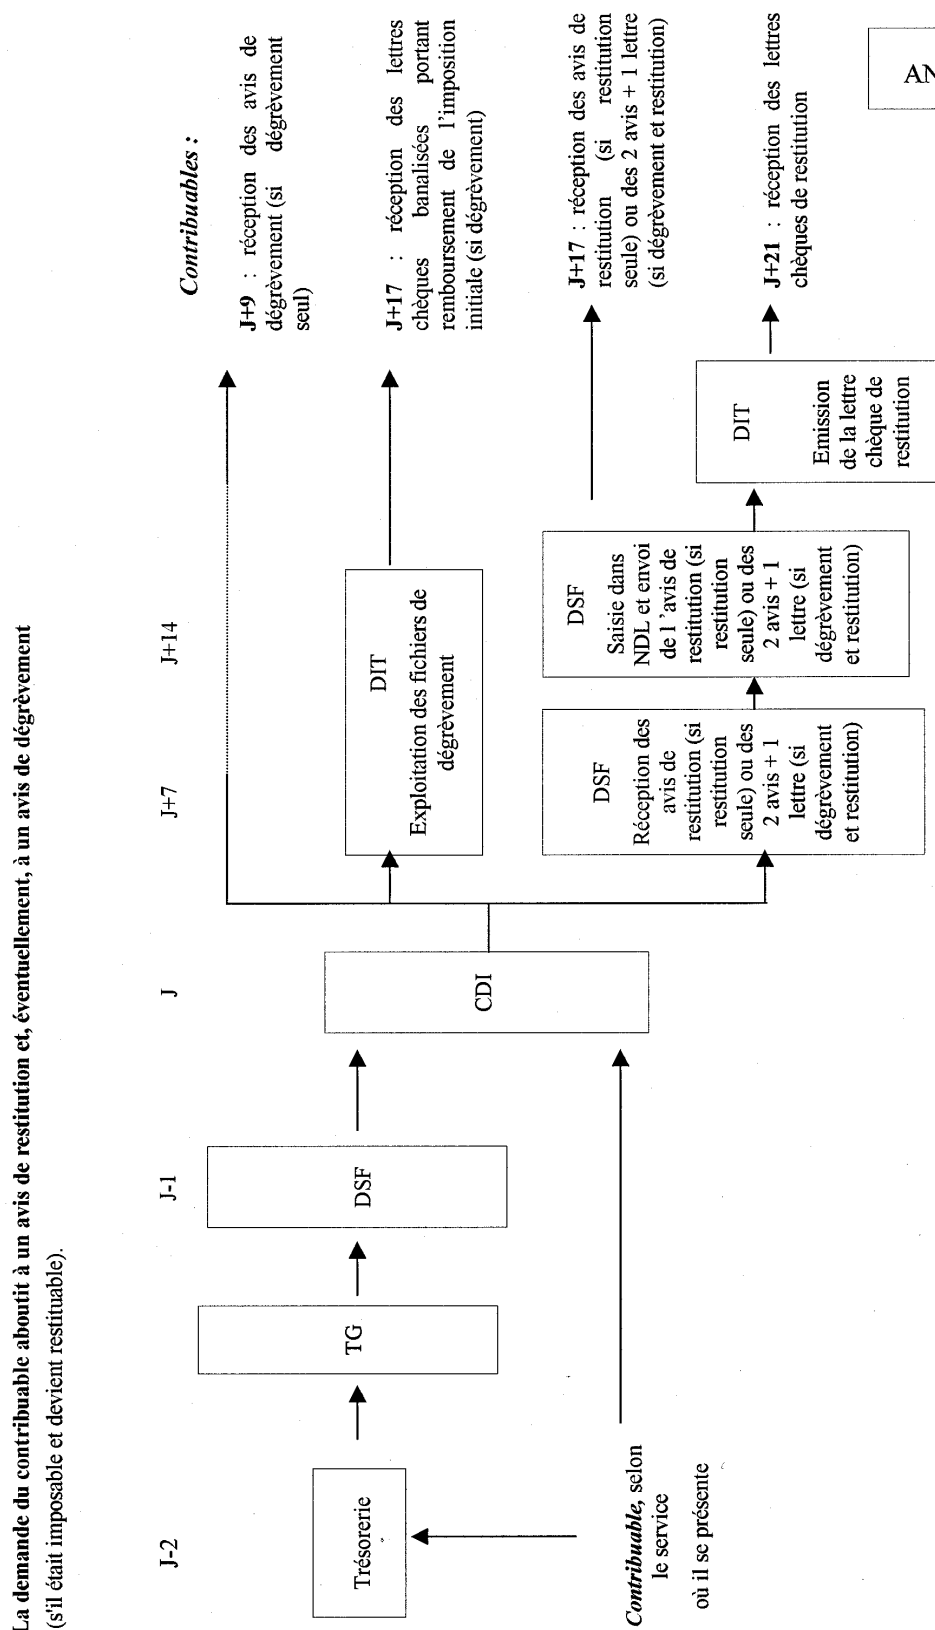 La demande du contribuable aboutit à un avis de restitution et, éventuellement, à un avis de dégrèvement
(s'il était imposable et devient restituable).
J-2
J-1
J
J+7
J+14
Contribuables :
Trésorerie
TG
DSF
CDI
Contribuable, selon
le service
où il se présente
DIT
Exploitation des fichiers de
dégrèvement
DSF
Réception des
avis de
restitution (si
restitution
seule) ou des
2 avis + 1
lettre (si
dégrèvement
et restitution)
DSF
Saisie dans
NDL et envoi
de l 'avis de
restitution (si
restitution
seule) ou des
2 avis + 1
lettre (si
dégrèvement
et restitution)
DIT
Emission
de la lettre
chèque de
restitution
J+9 : réception des avis de
dégrèvement (si dégrèvement
seul)
J+17 : réception des lettres
chèques banalisées portant
remboursement de l'imposition
initiale (si dégrèvement)
J+17 : réception des avis de
restitution (si restitution
seule) ou des 2 avis + 1 lettre
(si dégrèvement et restitution)
J+21 : réception des lettres
chèques de restitution